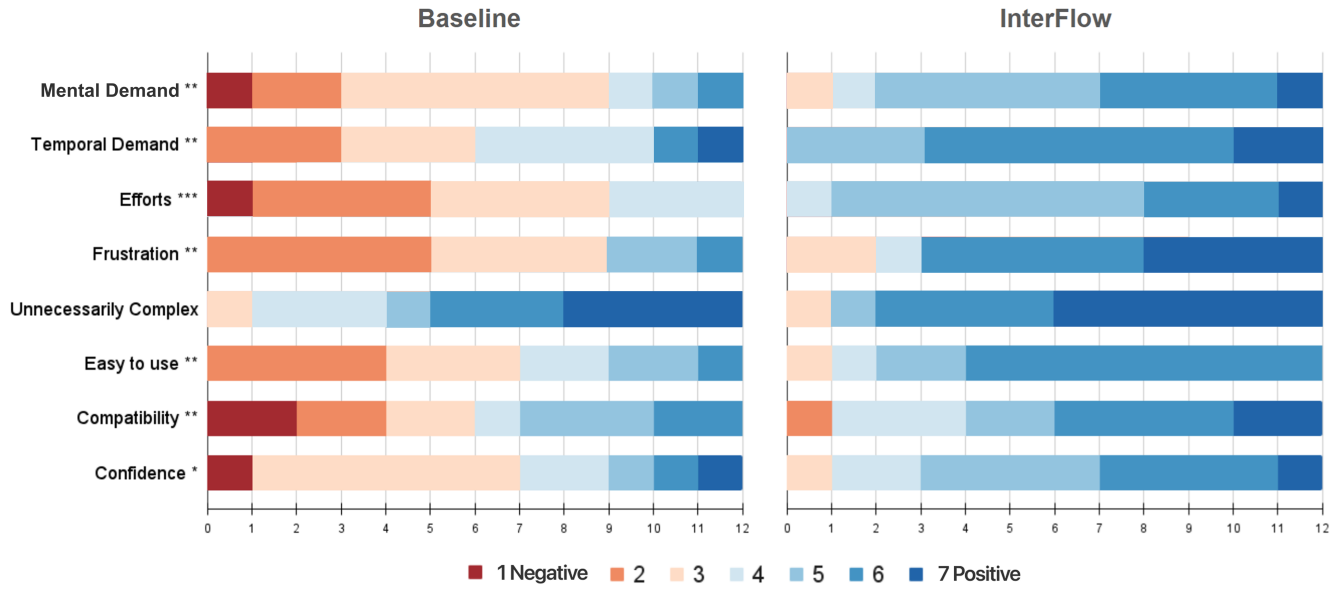 Baseline InterFlow
Mental Demand **
Temporal Demand **
Efforts ***
Frustration **
Unnecessarily Complex
Easy to use **
Compatibility **
Confidence *
0 1 2 3 4 5 6 7 8 9 10 11 12 0 1 2 3 4 5 6 7 8 9 10 11 12
1 Negative 2 3 4 5 6 7 Positive